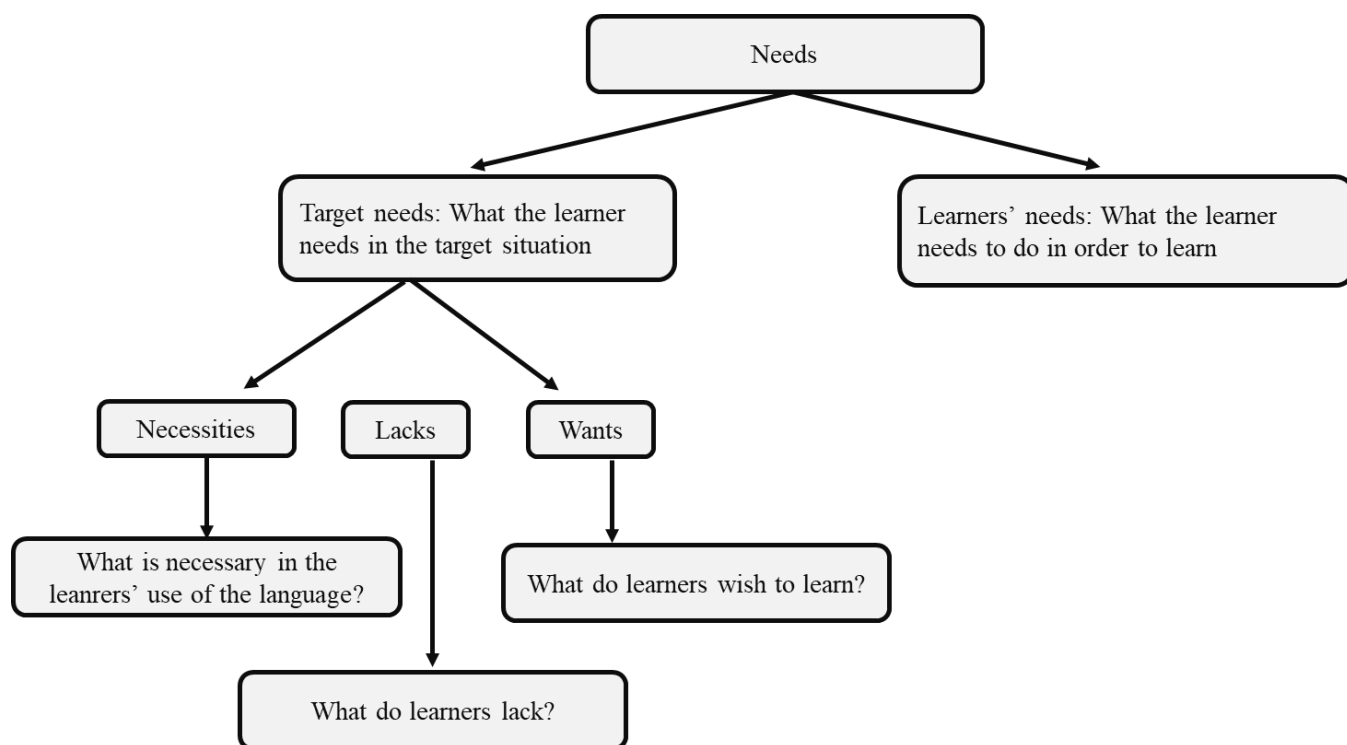 Needs
Target needs: What the learner
needs in the target situation
Learners’ needs: What the learner
needs to do in order to learn
Necessities
Lacks
Wants
What is necessary in the
leanrers’ use of the language?
What do learners wish to learn?
What do learners lack?